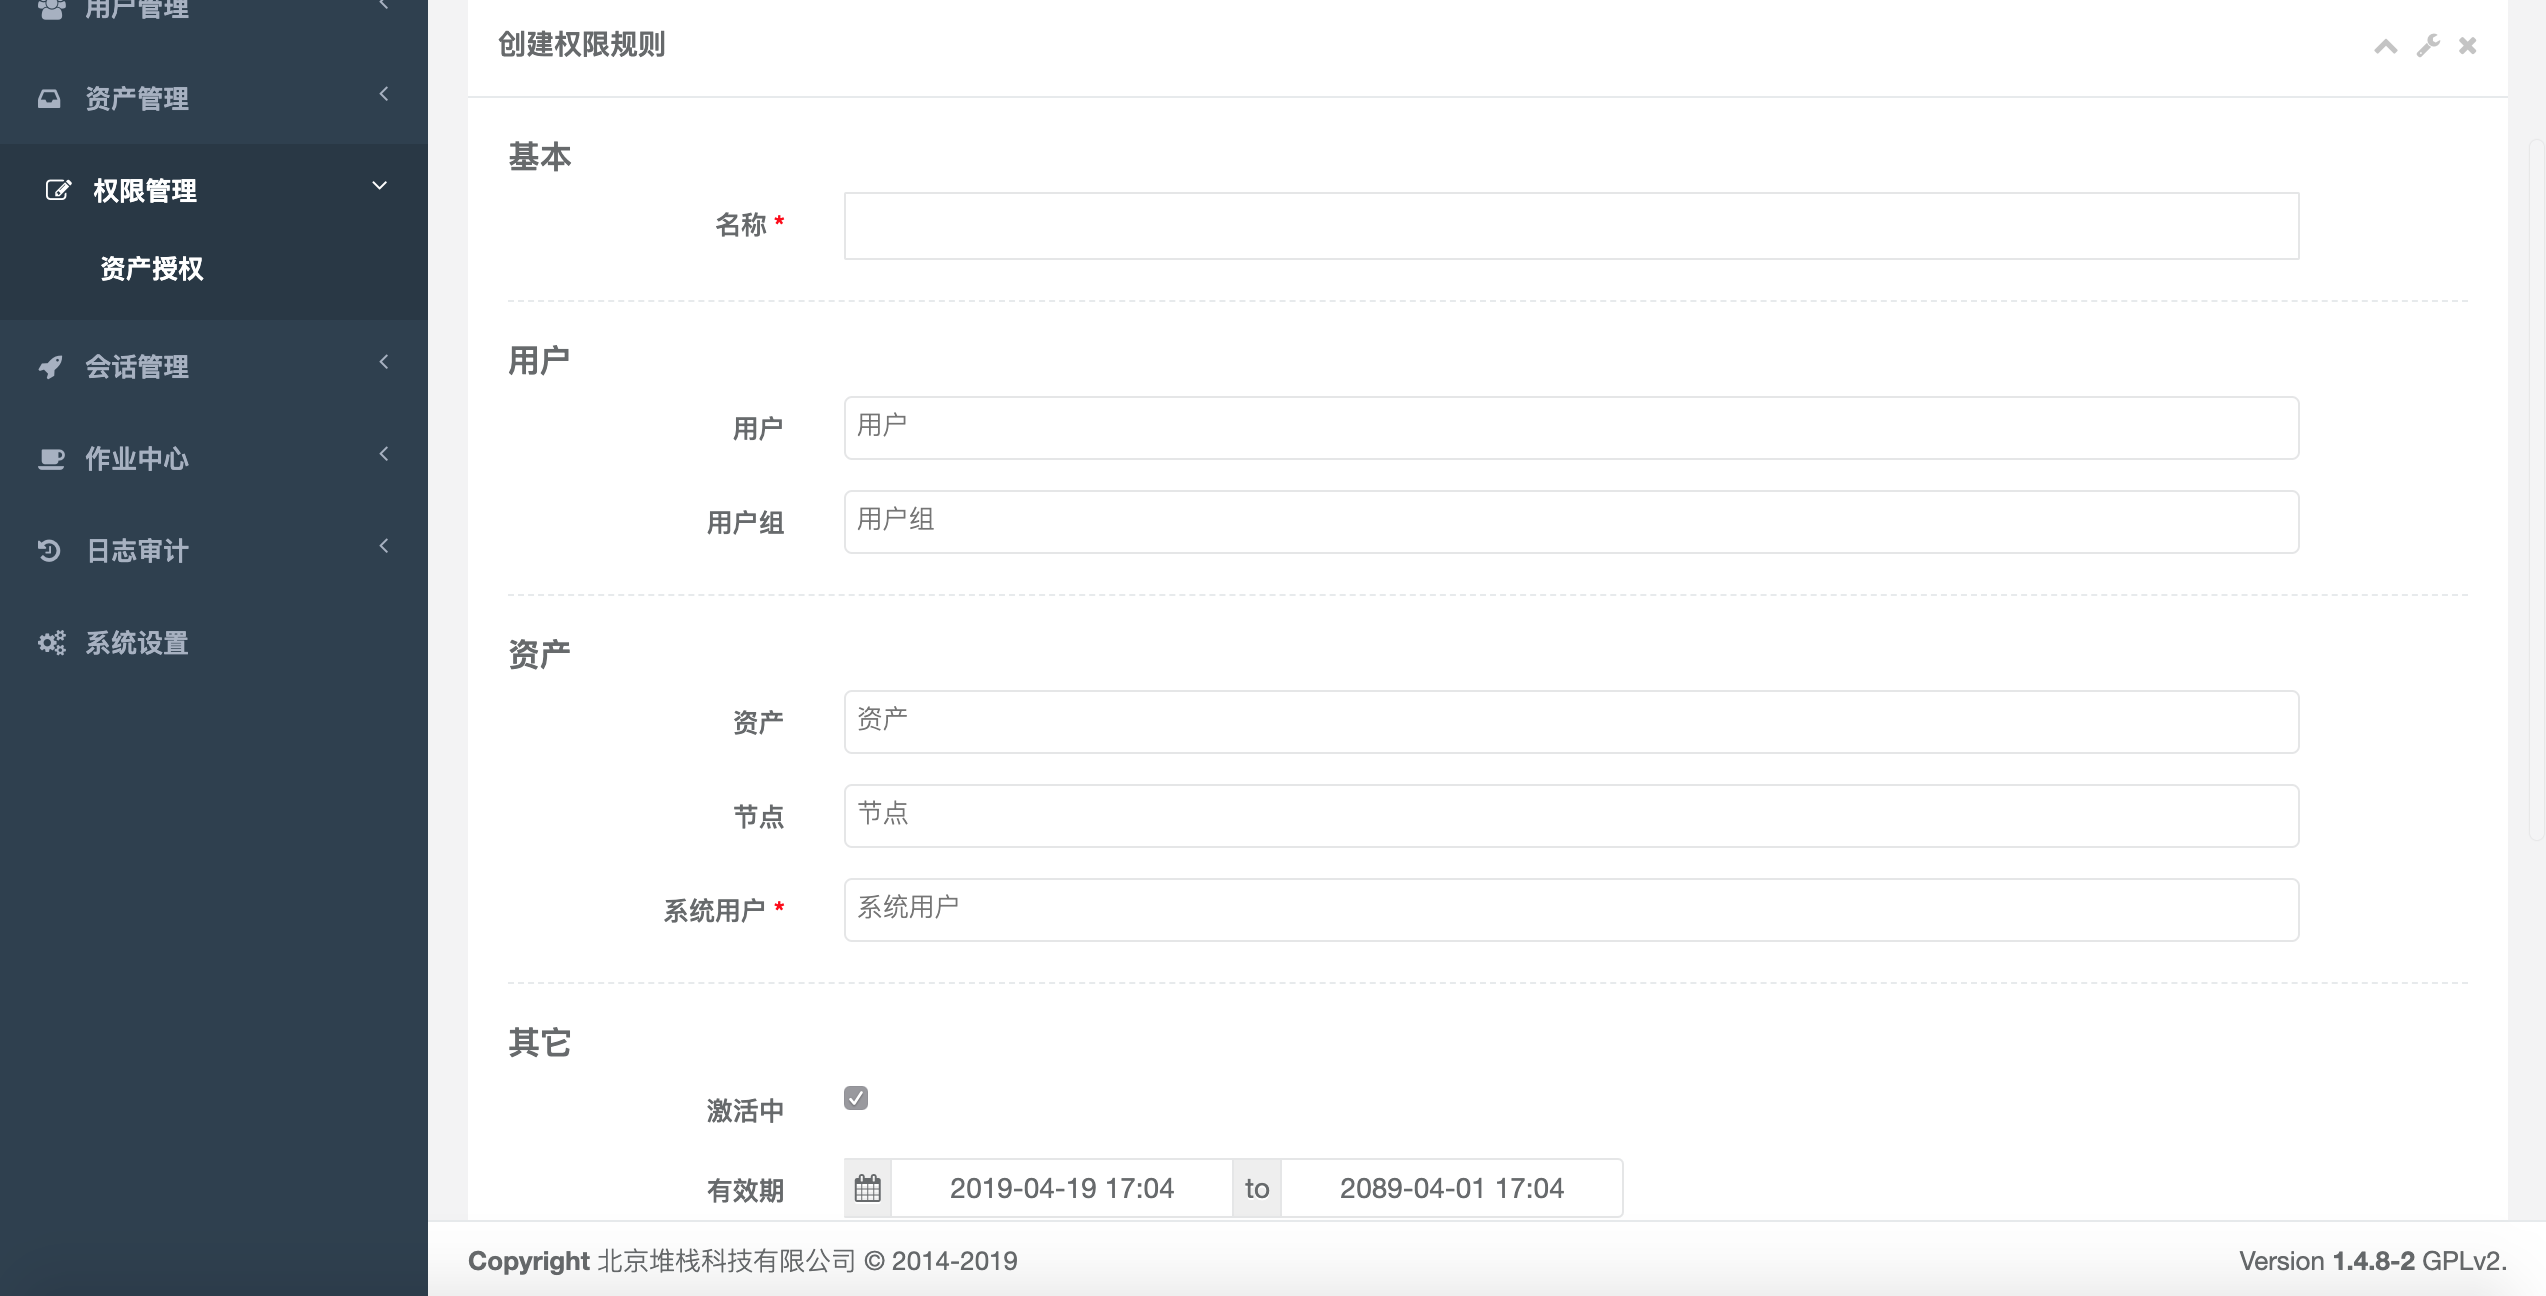 用户管理
资产管理
权限管理
资产授权
会话管理
作业中心
日志审计
系统设置
创建权限规则
基本
名称 *
用户
用户 用户
用户组 用户组
资产
资产 资产
节点 节点
系统用户 * 系统用户
其它
激活中
有效期 2019-04-19 17:04 to 2089-04-01 17:04
Copyright 北京堆栈科技有限公司 © 2014-2019
Version 1.4.8-2 GPLv2.